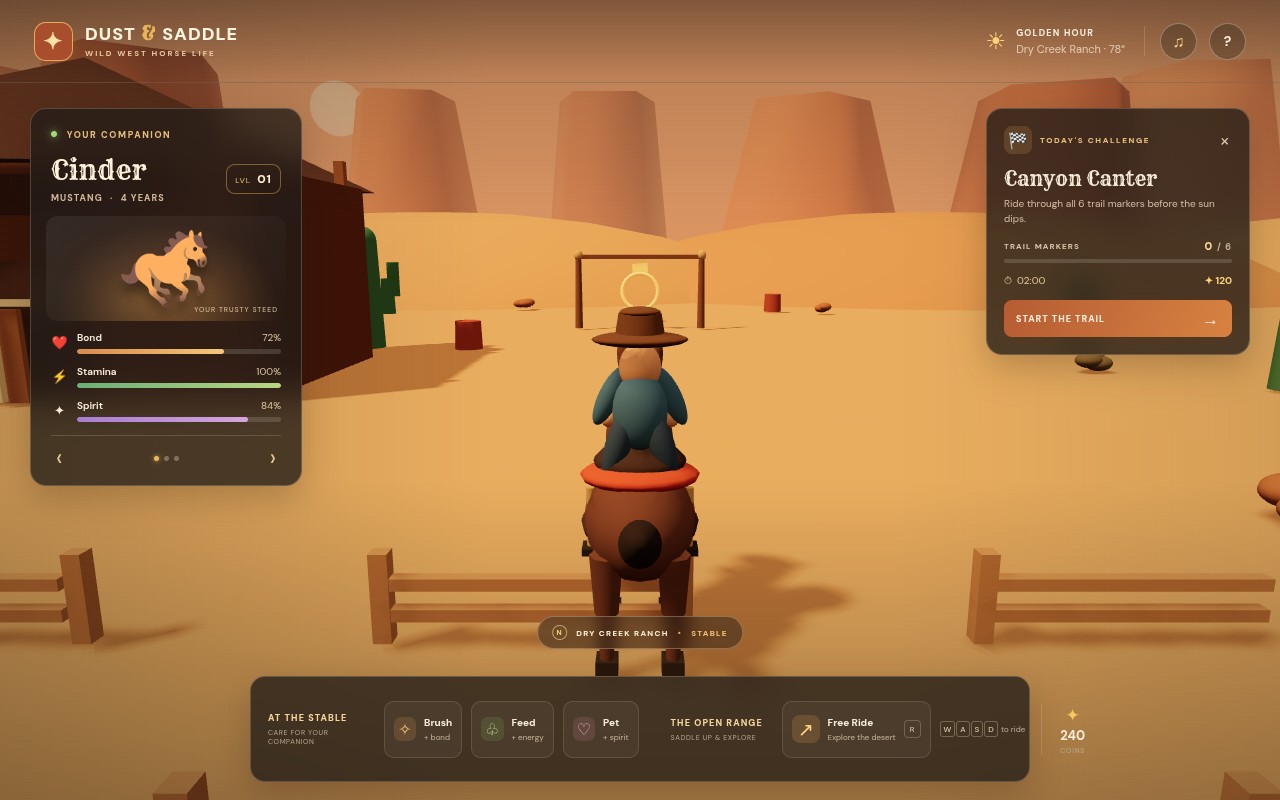 DUST & SADDLE
WILD WEST HORSE LIFE
GOLDEN HOUR
Dry Creek Ranch · 78°
?
YOUR COMPANION
Cinder
LVL 01
MUSTANG · 4 YEARS
YOUR TRUSTY STEED
Bond 72%
Stamina 100%
Spirit 84%
TODAY'S CHALLENGE
Canyon Canter
Ride through all 6 trail markers before the sun
dips.
TRAIL MARKERS 0 / 6
02:00 120
START THE TRAIL →
N DRY CREEK RANCH • STABLE
AT THE STABLE
CARE FOR YOUR
COMPANION
Brush
+ bond
Feed
+ energy
Pet
+ spirit
THE OPEN RANGE
SADDLE UP & EXPLORE
Free Ride
Explore the desert
R
W A S D to ride
240
COINS